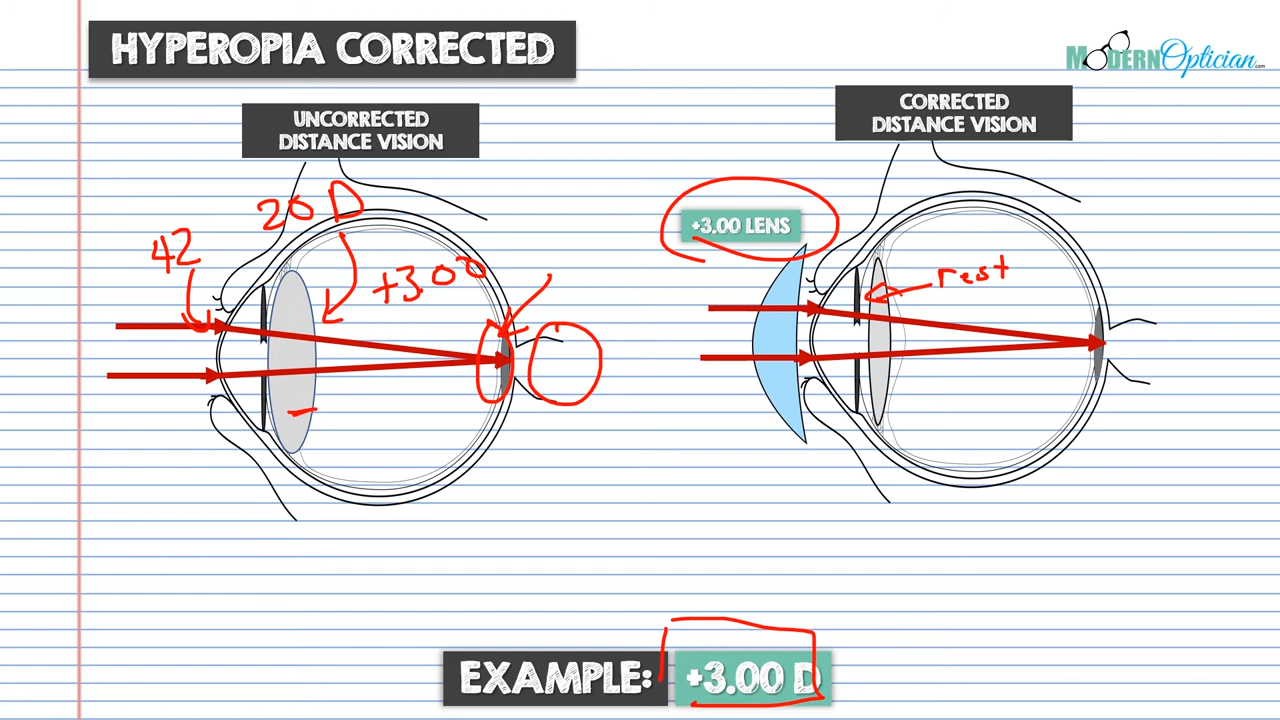 HYPEROPIA CORRECTED
MODERNOptician.com
UNCORRECTED
DISTANCE VISION
CORRECTED
DISTANCE VISION
20 D
42
+3.00
+3.00 LENS
rest
EXAMPLE: +3.00 D